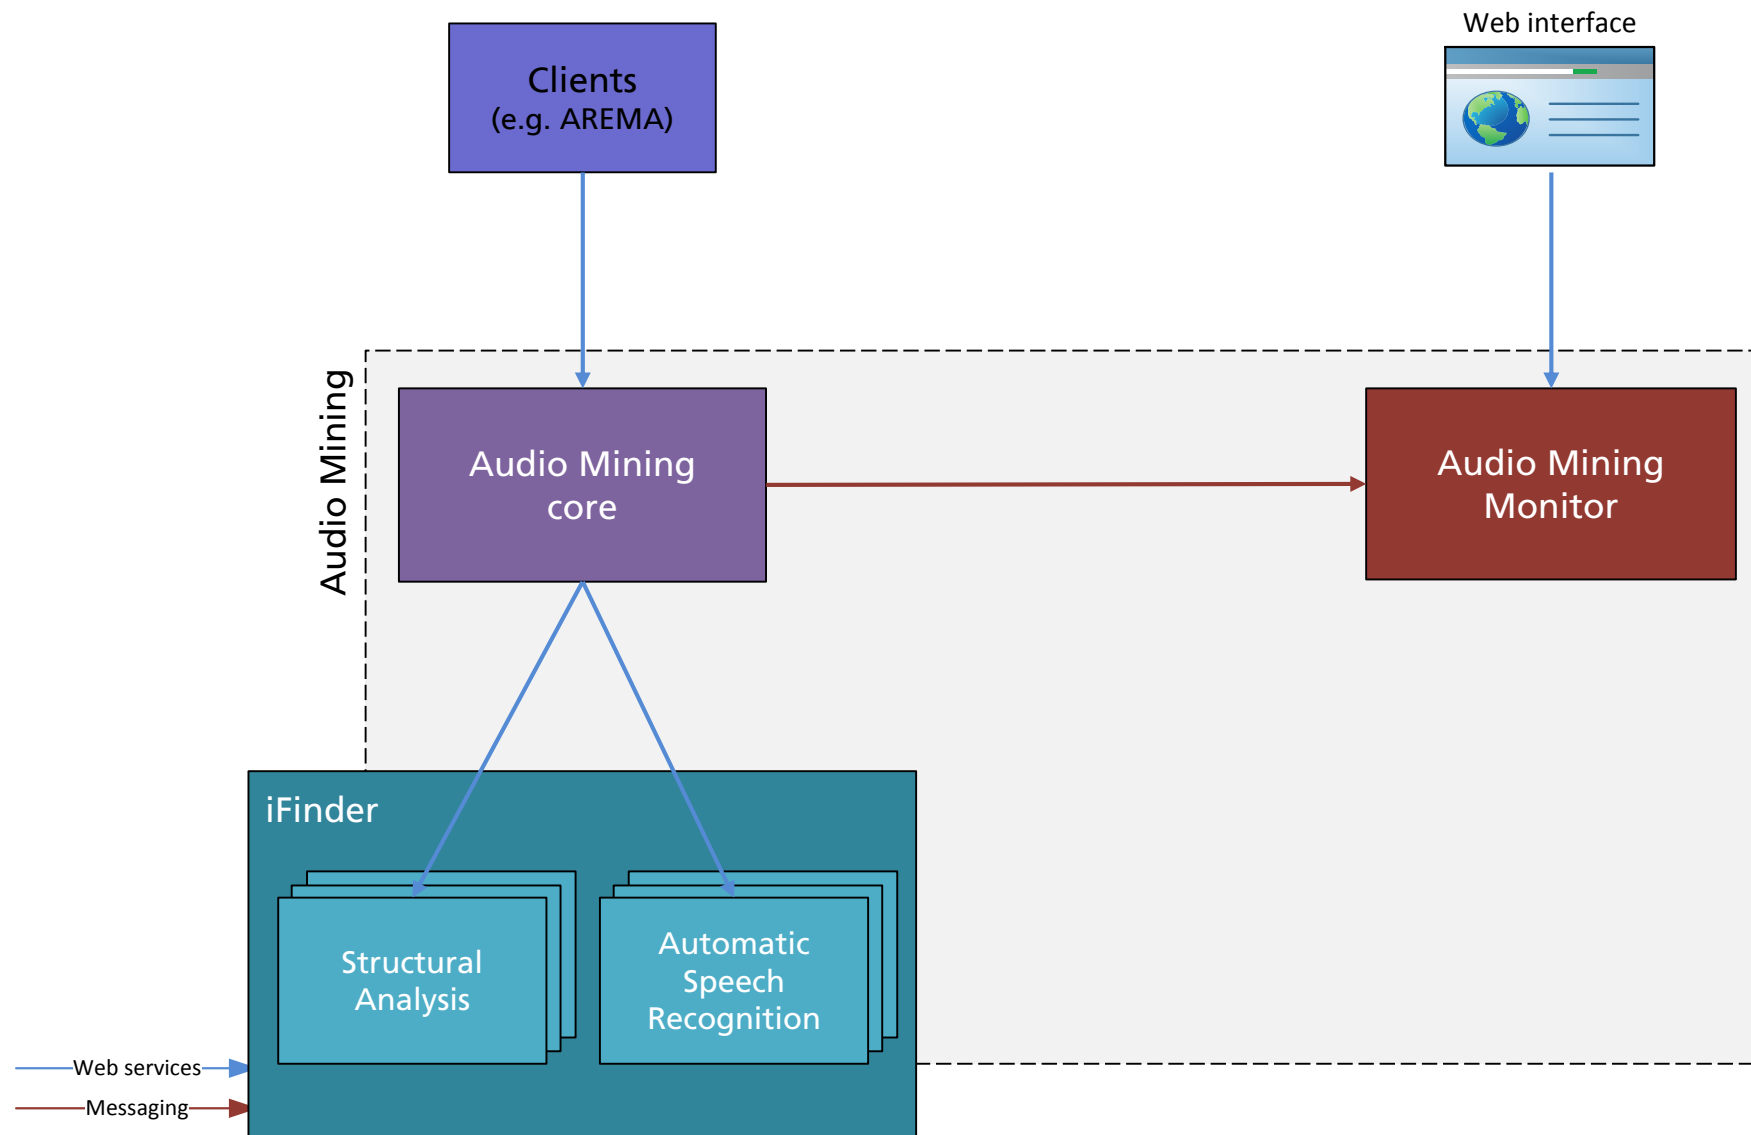 Web interface
Clients
(e.g. AREMA)
Audio Mining
Audio Mining
core
Audio Mining
Monitor
iFinder
Structural
Analysis
Automatic
Speech
Recognition
Web services
Messaging